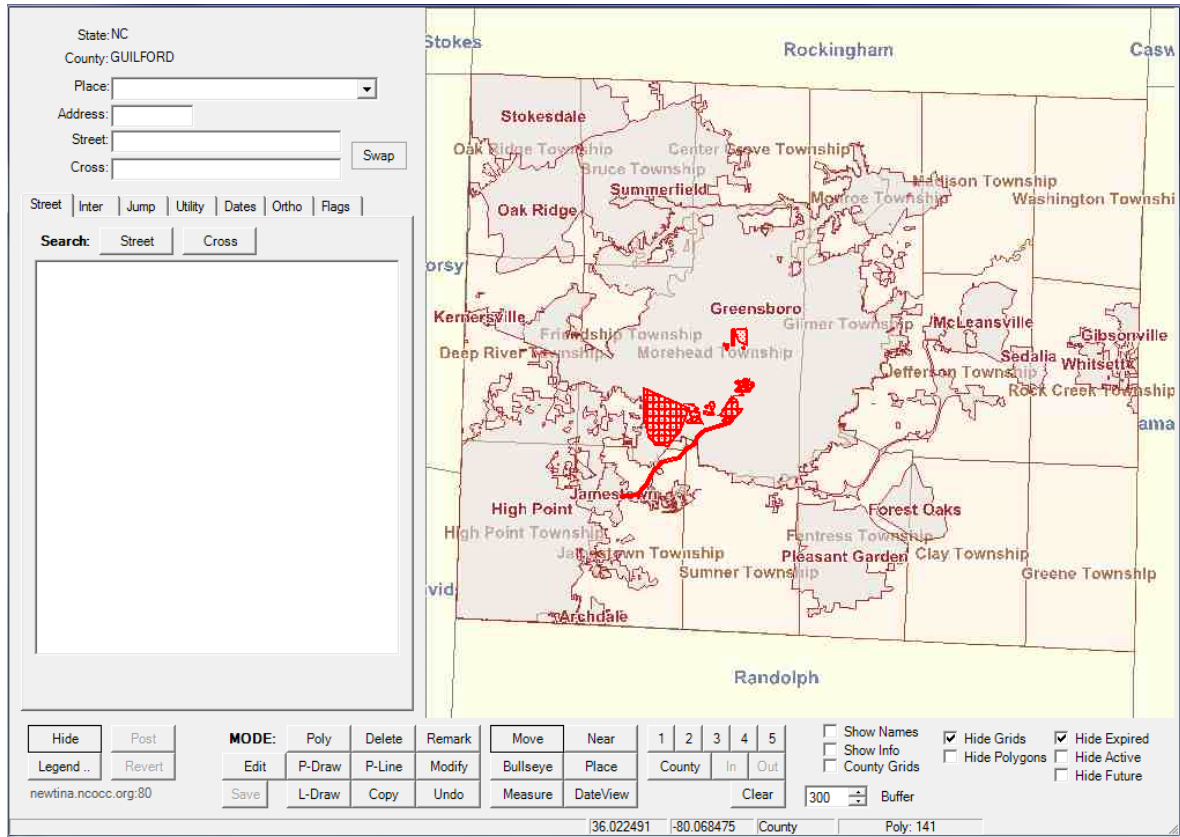 State: NC
County: GUILFORD
Place:
Address:
Street:
Swap
Cross:
Street Inter Jump Utility Dates Ortho Flags
Search: Street Cross
Stokes
Rockingham
Casw
Stokesdale
Oak Ridge Township
Center Grove Township
Bruce Township
Summerfield
Madison Township
Monroe Township
Washington Townshi
Oak Ridge
orsy
Greensboro
Kernersville
Friendship Township
Gilmer Township
McLeansville
Gibsonville
Deep River Township
Morehead Township
Sedalia
Whitsett
Jefferson Township
Rock Creek Township
ama
Jamestown
High Point
Forest Oaks
High Point Township
Fentress Township
Jamestown Township
Pleasant Garden
Clay Township
Sumner Township
Greene Township
vid
Archdale
Randolph
Hide Post MODE: Poly Delete Remark Move Near 1 2 3 4 5
Legend .. Revert Edit P-Draw P-Line Modify Bullseye Place County In Out
newtina.ncocc.org:80 Save L-Draw Copy Undo Measure DateView Clear
Show Names
Show Info
County Grids
Hide Grids
Hide Polygons
Hide Expired
Hide Active
Hide Future
300 Buffer
36.022491 -80.068475 County Poly: 141